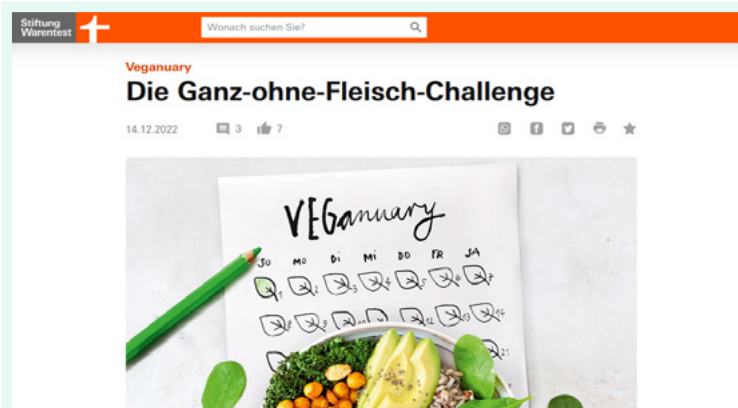 Stiftung
Warentest
Wonach suchen Sie?
Veganuary
Die Ganz-ohne-Fleisch-Challenge
14.12.2022 3 7
VEGanuary
SO MO DI MI DO FR SA
1 2 3 4 5 6 7
8 9 10 12 13 14
21